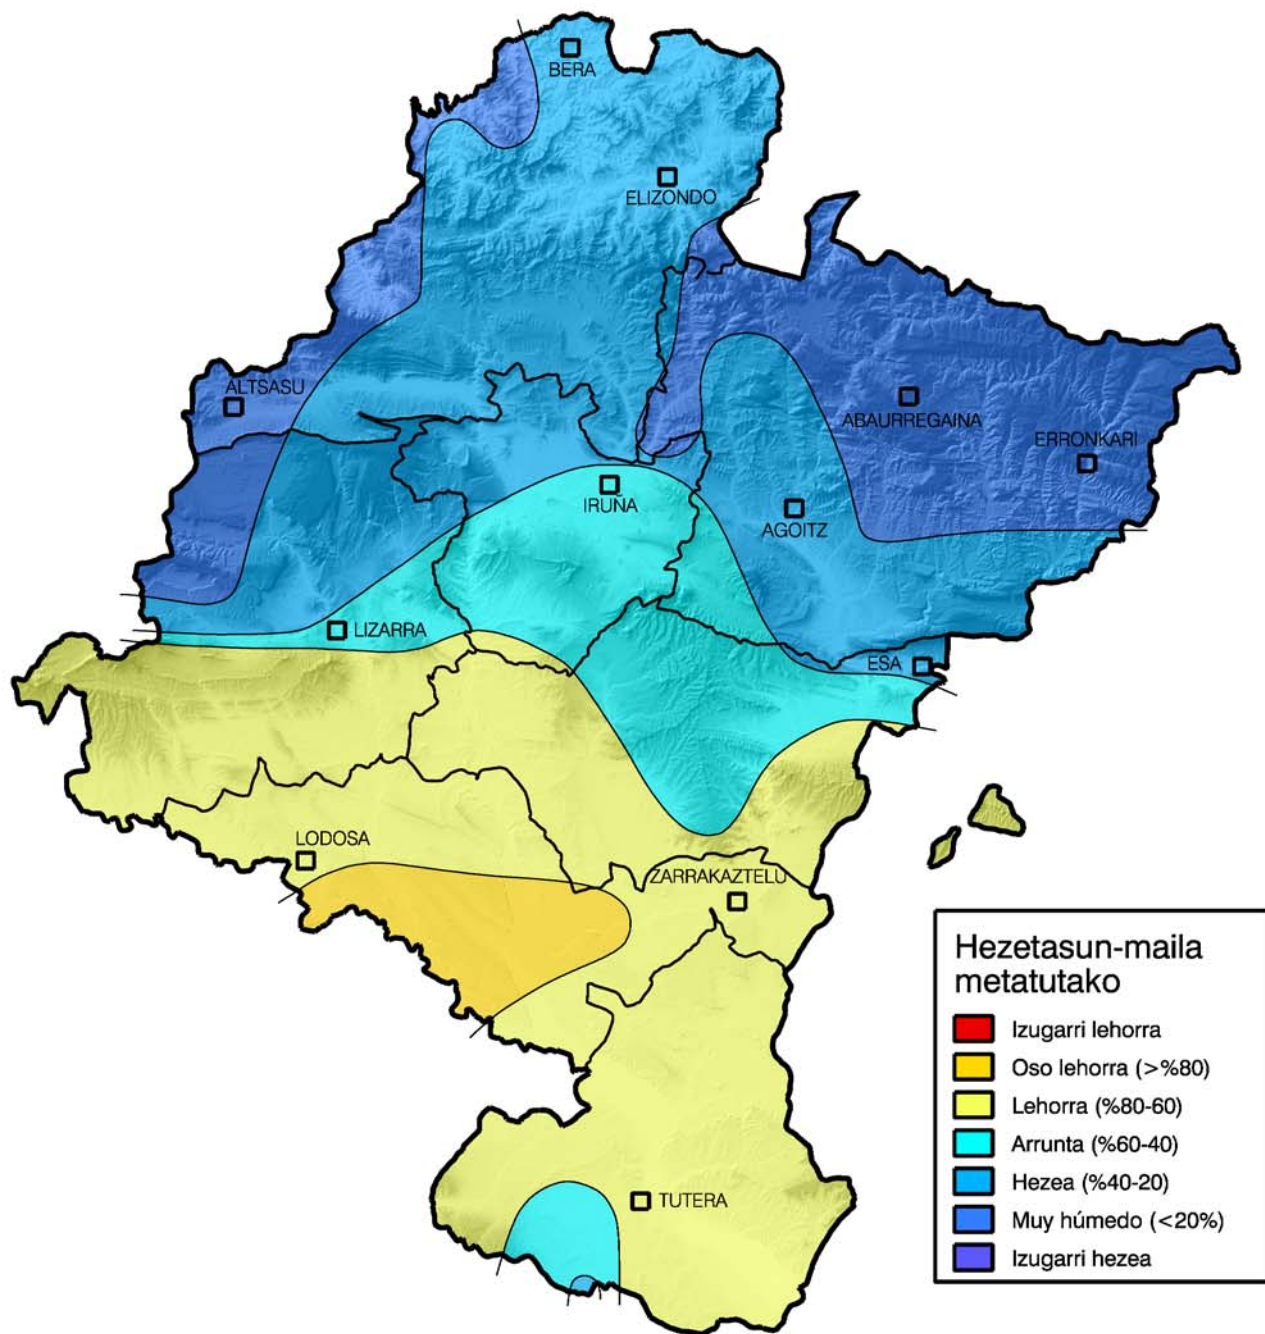 BERA
ELIZONDO
ALTSASU
ABAURREGAINA
ERRONKARI
IRUÑA
AGOITZ
LIZARRA
ESA
LODOSA
ZARRAKAZTELU
TUTERA
Hezetasun-maila
metatutako
Izugarri lehorra
Oso lehorra (>%80)
Lehorra (%80-60)
Arrunta (%60-40)
Hezea (%40-20)
Muy húmedo (<20%)
Izugarri hezea